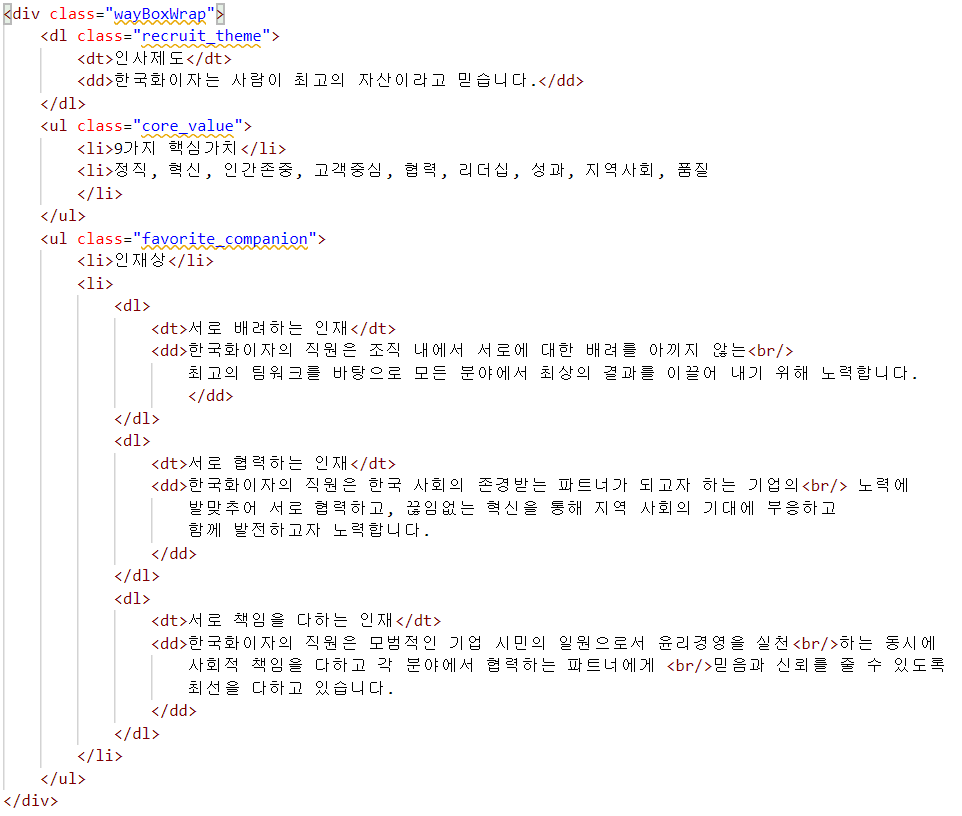 <div class="wayBoxWrap">
<dl class="recruit_theme">
<dt>인사제도</dt>
<dd>한국화이자는 사람이 최고의 자산이라고 믿습니다.</dd>
</dl>
<ul class="core_value">
<li>9가지 핵심가치</li>
<li>정직, 혁신, 인간존중, 고객중심, 협력, 리더십, 성과, 지역사회, 품질
</li>
</ul>
<ul class="favorite_companion">
<li>인재상</li>
<li>
<dl>
<dt>서로 배려하는 인재</dt>
<dd>한국화이자의 직원은 조직 내에서 서로에 대한 배려를 아끼지 않는<br/>
최고의 팀워크를 바탕으로 모든 분야에서 최상의 결과를 이끌어 내기 위해 노력합니다.
</dd>
</dl>
<dl>
<dt>서로 협력하는 인재</dt>
<dd>한국화이자의 직원은 한국 사회의 존경받는 파트너가 되고자 하는 기업의<br/> 노력에
발맞추어 서로 협력하고, 끊임없는 혁신을 통해 지역 사회의 기대에 부응하고
함께 발전하고자 노력합니다.
</dd>
</dl>
<dl>
<dt>서로 책임을 다하는 인재</dt>
<dd>한국화이자의 직원은 모범적인 기업 시민의 일원으로서 윤리경영을 실천<br/>하는 동시에
사회적 책임을 다하고 각 분야에서 협력하는 파트너에게 <br/>믿음과 신뢰를 줄 수 있도록
최선을 다하고 있습니다.
</dd>
</dl>
</li>
</ul>
</div>